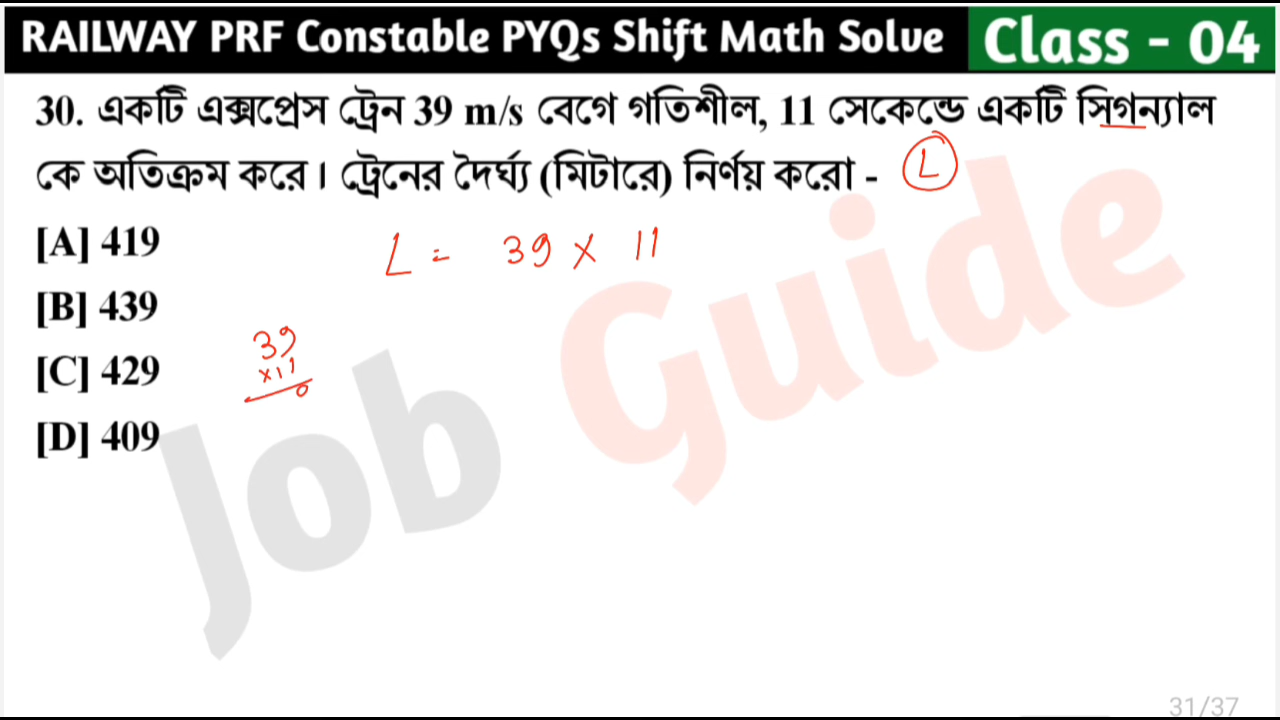 RAILWAY PRF Constable PYQs Shift Math Solve Class - 04
30. একটি এক্সপ্রেস ট্রেন 39 m/s বেগে গতিশীল, 11 সেকেন্ডে একটি সিগন্যাল
কে অতিক্রম করে। ট্রেনের দৈর্ঘ্য (মিটারে) নির্ণয় করো - L
[A] 419
L = 39 × 11
[B] 439
39
[C] 429
×11
0
[D] 409
Job Guide
31/37